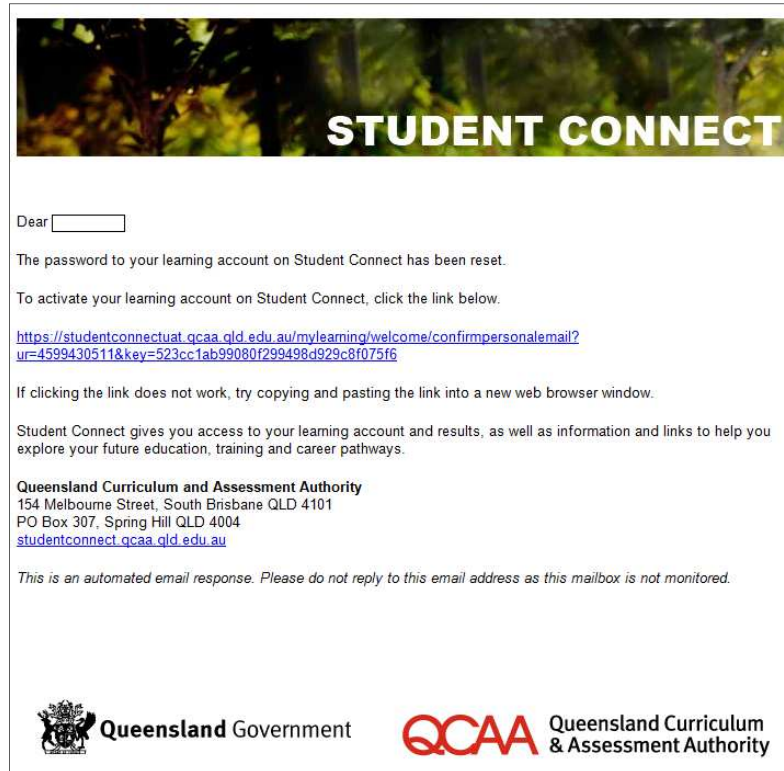 STUDENT CONNECT
Dear
The password to your learning account on Student Connect has been reset.
To activate your learning account on Student Connect, click the link below.
https://studentconnectuat.qcaa.qld.edu.au/mylearning/welcome/confirmpersonalemail?
ur=4599430511&key=523cc1ab99080f299498d929c8f075f6
If clicking the link does not work, try copying and pasting the link into a new web browser window.
Student Connect gives you access to your learning account and results, as well as information and links to help you
explore your future education, training and career pathways.
Queensland Curriculum and Assessment Authority
154 Melbourne Street, South Brisbane QLD 4101
PO Box 307, Spring Hill QLD 4004
studentconnect.qcaa.qld.edu.au
This is an automated email response. Please do not reply to this email address as this mailbox is not monitored.
Queensland Government
QCAA Queensland Curriculum
& Assessment Authority